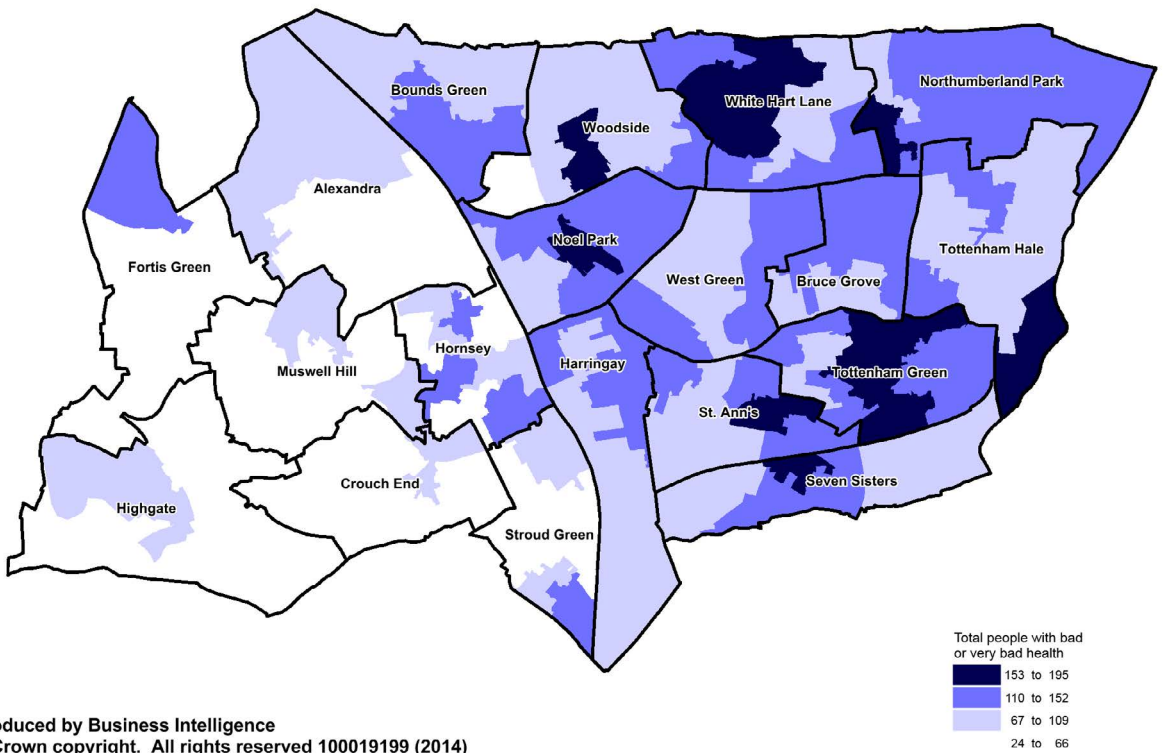 Bounds Green
Northumberland Park
White Hart Lane
Woodside
Alexandra
Noel Park
Tottenham Hale
Fortis Green
West Green
Bruce Grove
Hornsey
Harringay
Muswell Hill
Tottenham Green
St. Ann's
Crouch End
Seven Sisters
Highgate
Stroud Green
Total people with bad
or very bad health
153 to 195
110 to 152
67 to 109
24 to 66
oduced by Business Intelligence
Crown copyright. All rights reserved 100019199 (2014)